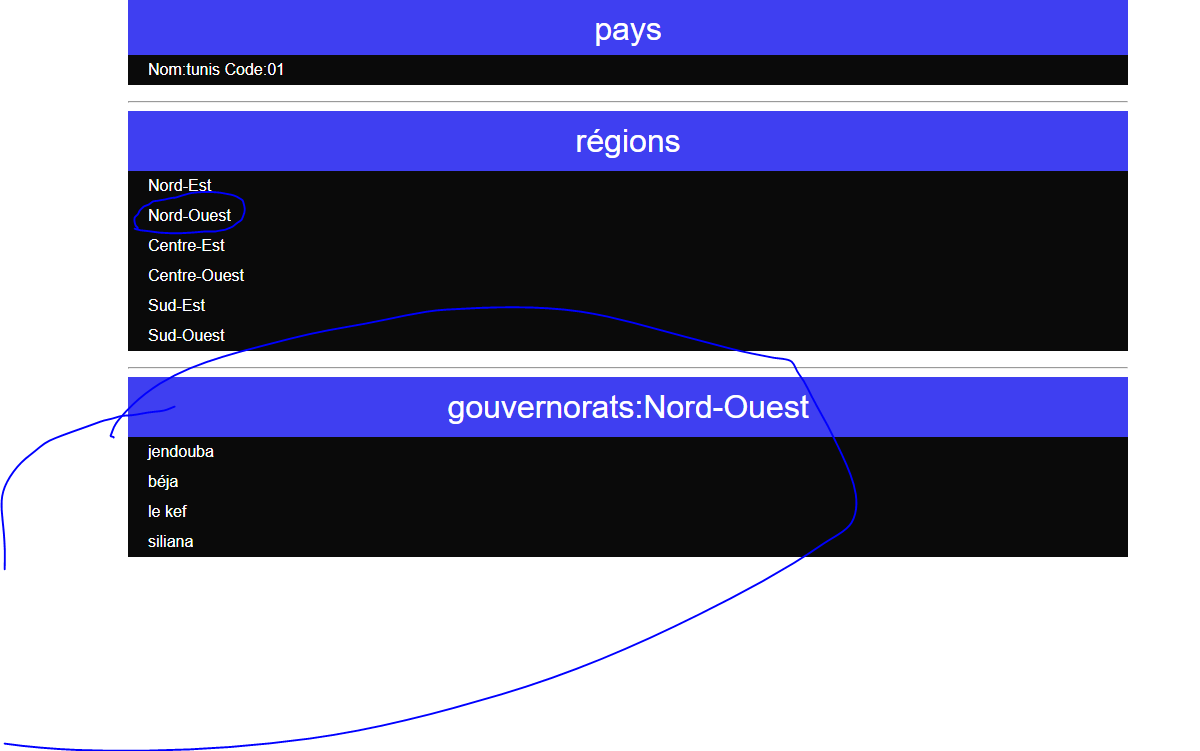 pays
Nom:tunis Code:01
régions
Nord-Est
Nord-Ouest
Centre-Est
Centre-Ouest
Sud-Est
Sud-Ouest
gouvernorats:Nord-Ouest
jendouba
béja
le kef
siliana